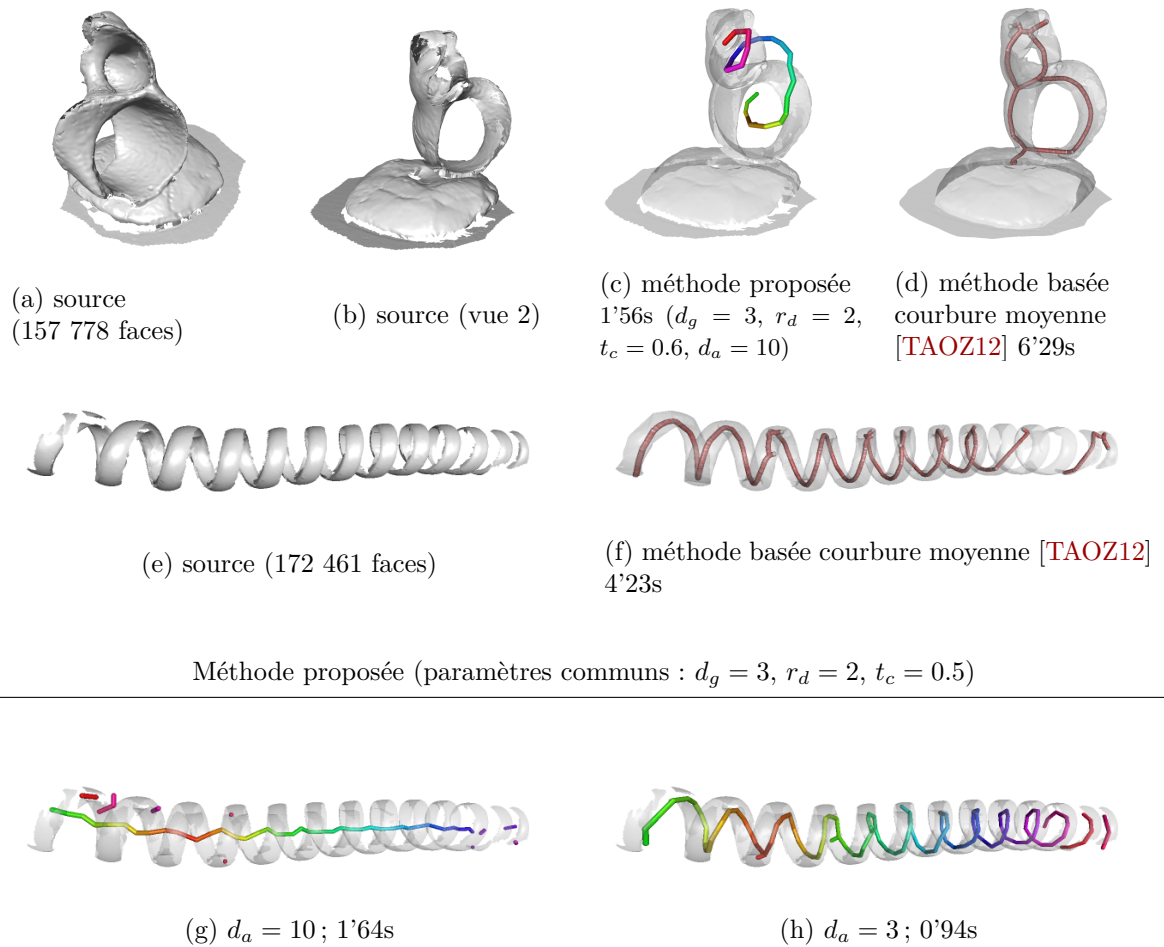 (a) source
(157 778 faces)
(b) source (vue 2)
(c) méthode proposée
1'56s (d_g = 3, r_d = 2,
t_c = 0.6, d_a = 10)
(d) méthode basée
courbure moyenne
[TAOZ12] 6'29s
(e) source (172 461 faces)
(f) méthode basée courbure moyenne [TAOZ12]
4'23s
Méthode proposée (paramètres communs : d_g = 3, r_d = 2, t_c = 0.5)
(g) d_a = 10 ; 1'64s
(h) d_a = 3 ; 0'94s